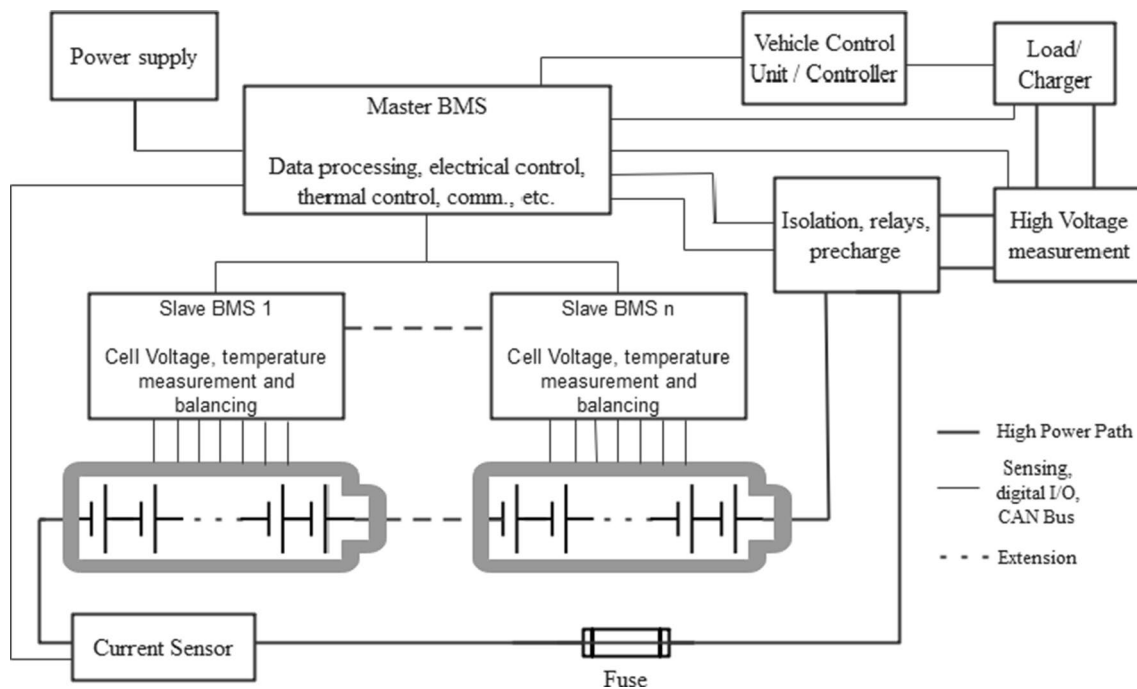 Power supply
Vehicle Control
Unit / Controller
Load/
Charger
Master BMS
Data processing, electrical control,
thermal control, comm., etc.
Isolation, relays,
precharge
High Voltage
measurement
Slave BMS 1
Cell Voltage, temperature
measurement and
balancing
Slave BMS n
Cell Voltage, temperature
measurement and
balancing
High Power Path
Sensing,
digital I/O,
CAN Bus
Extension
Current Sensor
Fuse